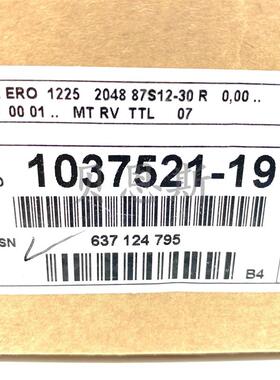 ERO 1225 2048 87S12-30 R 0,00 ..
00 01 .. MT RV TTL 07
1037521-19
SN
637 124 795
B4